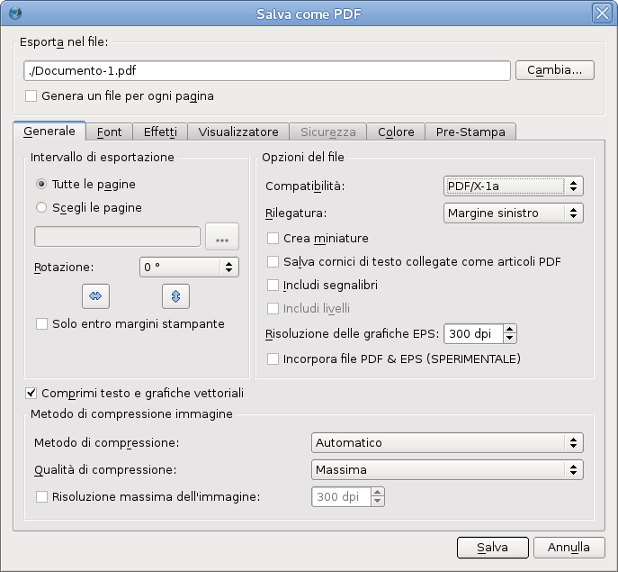 Salva come PDF
Esporta nel file:
./Documento-1.pdf
Cambia...
Genera un file per ogni pagina
Generale Font Effetti Visualizzatore Sicurezza Colore Pre-Stampa
Intervallo di esportazione
Tutte le pagine
Scegli le pagine
...
Rotazione: 0 °
Solo entro margini stampante
Opzioni del file
Compatibilità: PDF/X-1a
Rilegatura: Margine sinistro
Crea miniature
Salva cornici di testo collegate come articoli PDF
Includi segnalibri
Includi livelli
Risoluzione delle grafiche EPS: 300 dpi
Incorpora file PDF & EPS (SPERIMENTALE)
Comprimi testo e grafiche vettoriali
Metodo di compressione immagine
Metodo di compressione: Automatico
Qualità di compressione: Massima
Risoluzione massima dell'immagine: 300 dpi
Salva Annulla